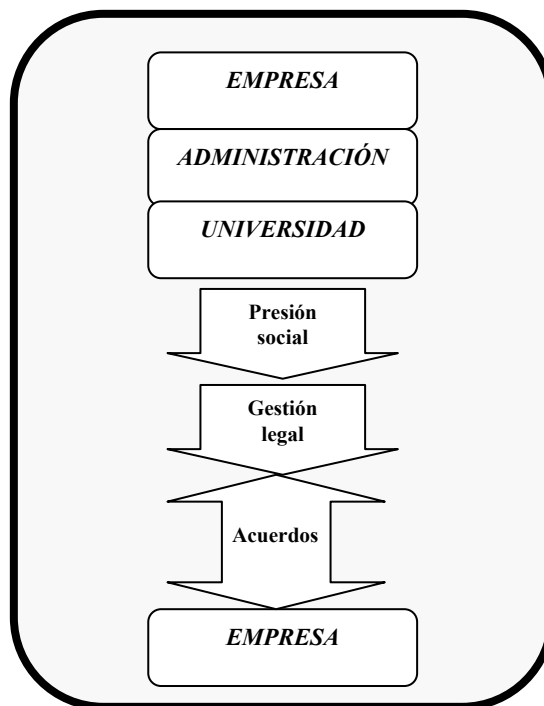 EMPRESA
ADMINISTRACIÓN
UNIVERSIDAD
Presión
social
Gestión
legal
Acuerdos
EMPRESA